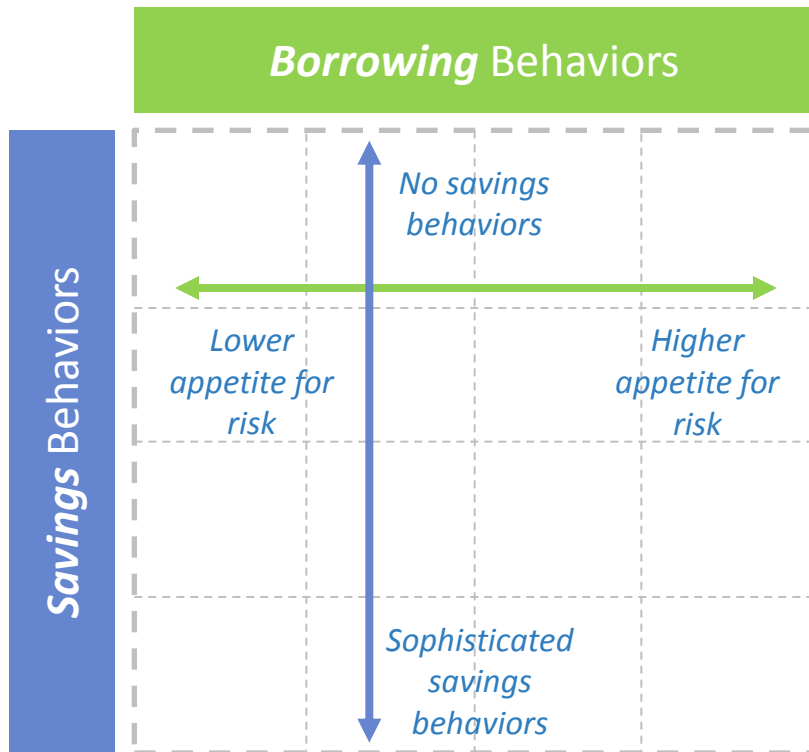 Borrowing Behaviors
Savings Behaviors
No savings
behaviors
Lower
appetite for
risk
Higher
appetite for
risk
Sophisticated
savings
behaviors